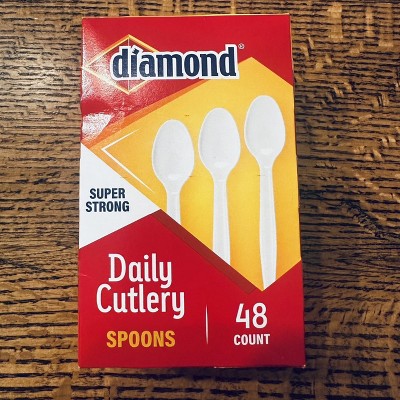 diamond®
SUPER
STRONG
Daily
Cutlery
SPOONS
48
COUNT